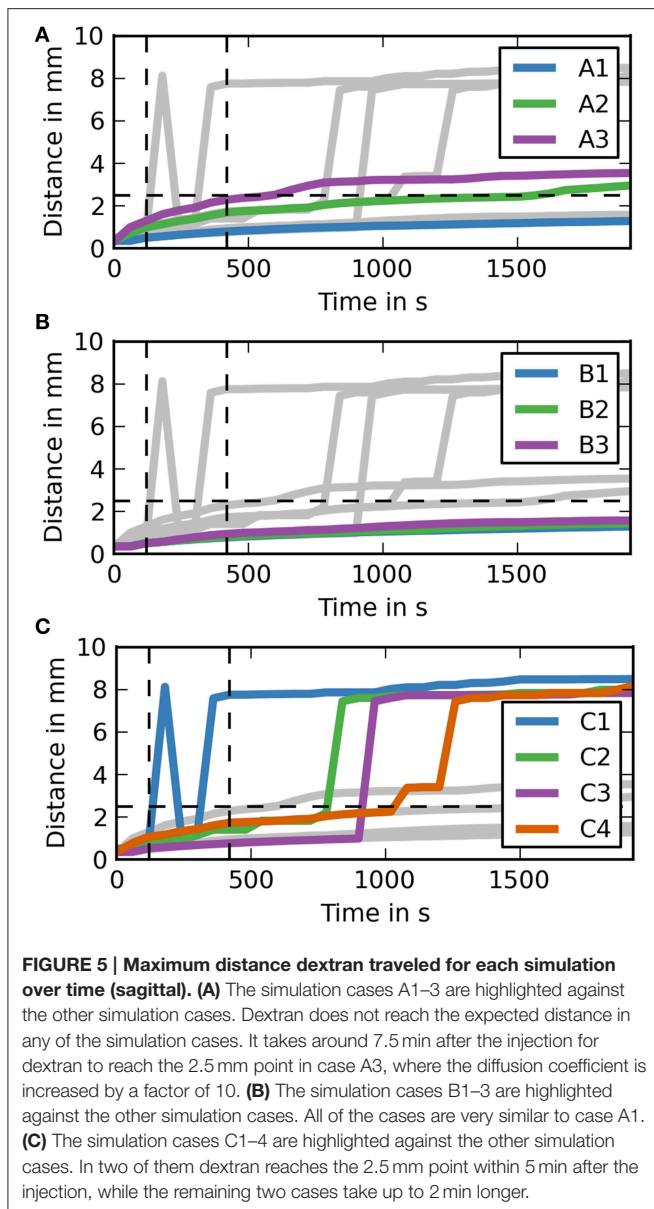 A
10
8
6
4
2
0
Distance in mm
A1
A2
A3
0 500 1000 1500
Time in s
B
10
8
6
4
2
0
Distance in mm
B1
B2
B3
0 500 1000 1500
Time in s
C
10
8
6
4
2
0
Distance in mm
C1
C2
C3
C4
0 500 1000 1500
Time in s
FIGURE 5 | Maximum distance dextran traveled for each simulation
over time (sagittal). (A) The simulation cases A1–3 are highlighted against
the other simulation cases. Dextran does not reach the expected distance in
any of the simulation cases. It takes around 7.5 min after the injection for
dextran to reach the 2.5 mm point in case A3, where the diffusion coefficient is
increased by a factor of 10. (B) The simulation cases B1–3 are highlighted
against the other simulation cases. All of the cases are very similar to case A1.
(C) The simulation cases C1–4 are highlighted against the other simulation
cases. In two of them dextran reaches the 2.5 mm point within 5 min after the
injection, while the remaining two cases take up to 2 min longer.